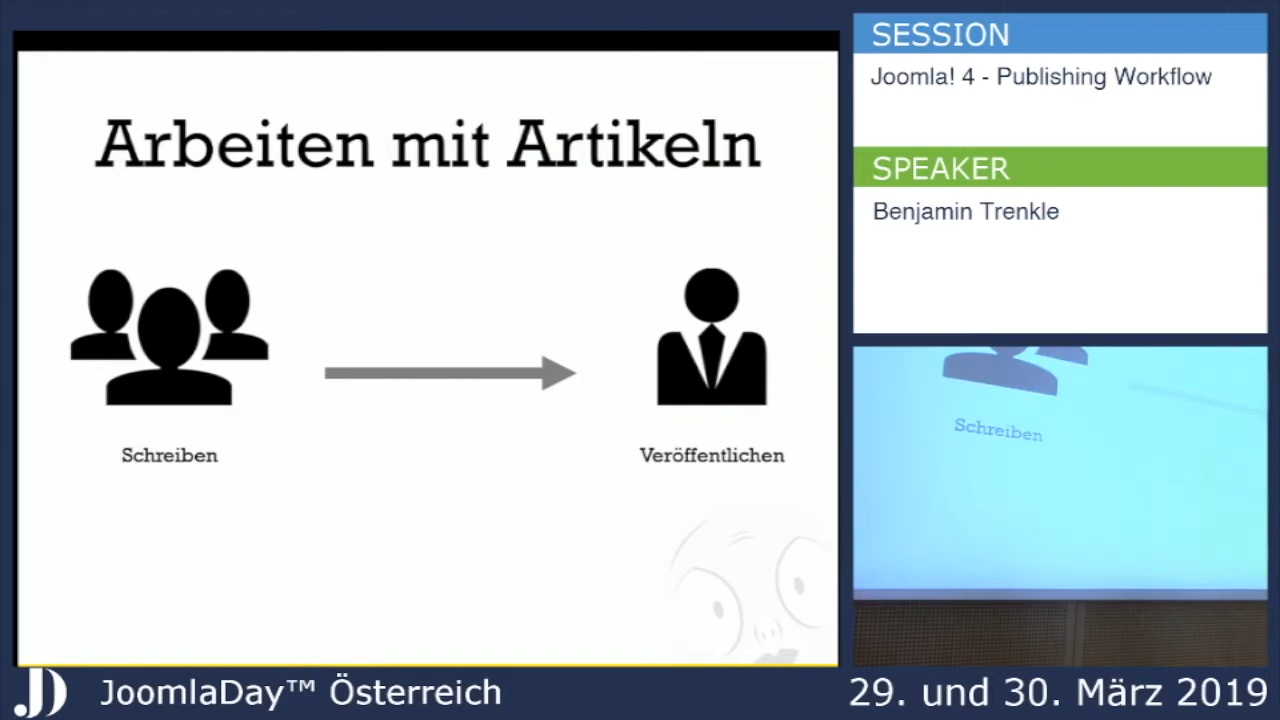 Arbeiten mit Artikeln
Schreiben
Veröffentlichen
SESSION
Joomla! 4 - Publishing Workflow
SPEAKER
Benjamin Trenkle
Schreiben
JD JoomlaDay™ Österreich
29. und 30. März 2019